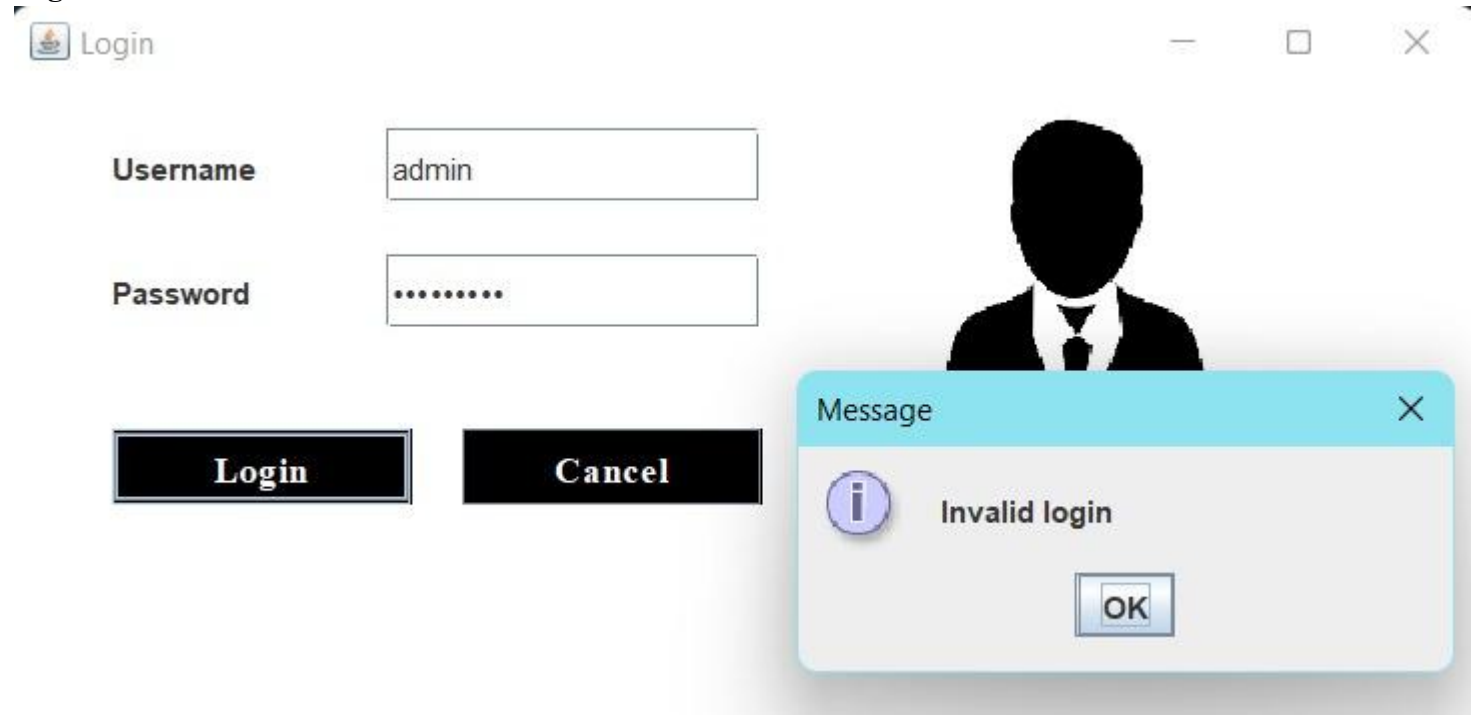 Login
Username admin
Password •••••••••
Login Cancel
Message
Invalid login
OK